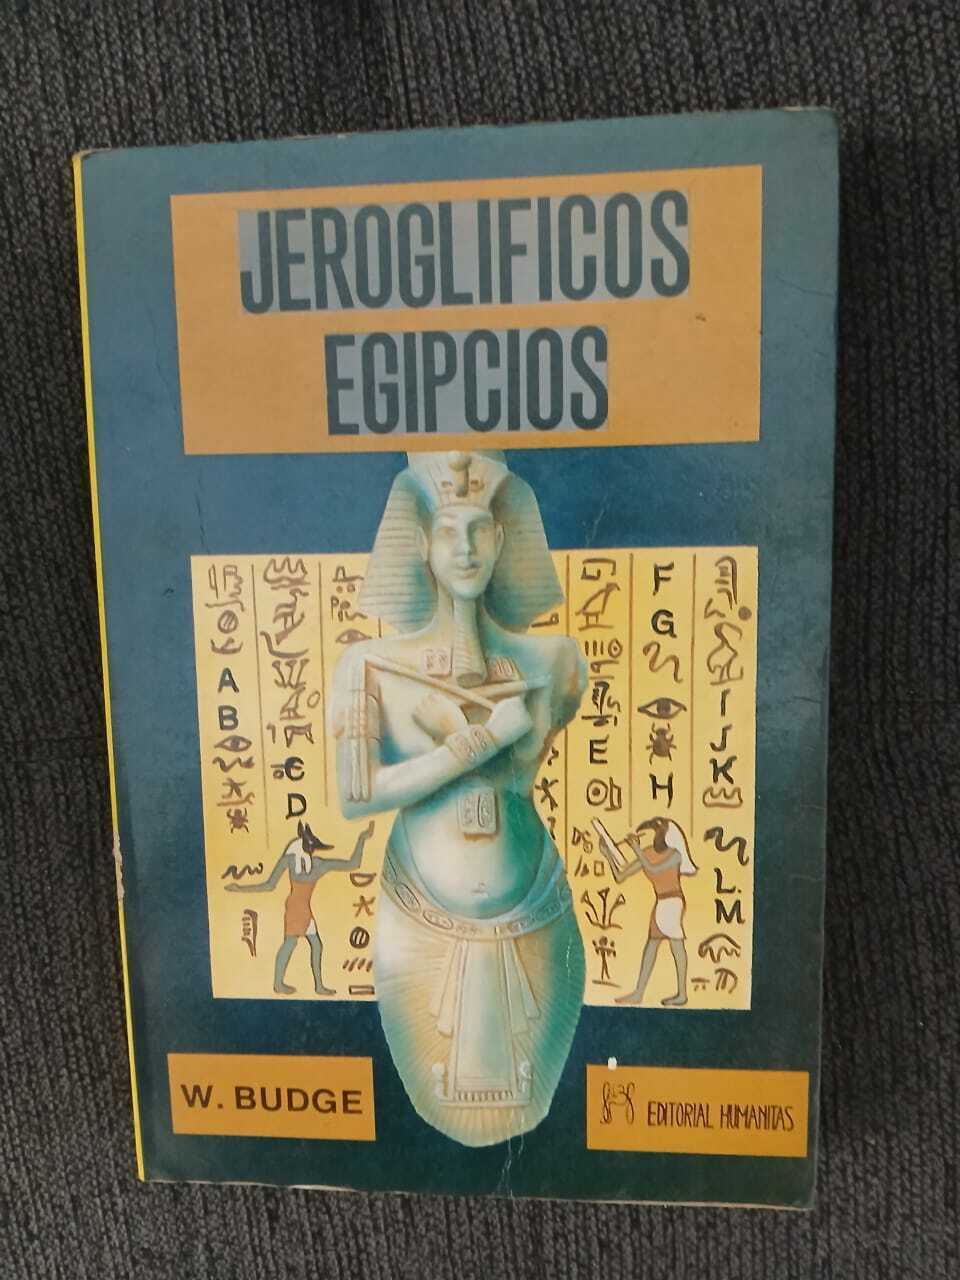 JEROGLIFICOS
EGIPCIOS
A
B
C
D
E
F
G
H
I
J
K
L
M
W. BUDGE
EDITORIAL HUMANITAS